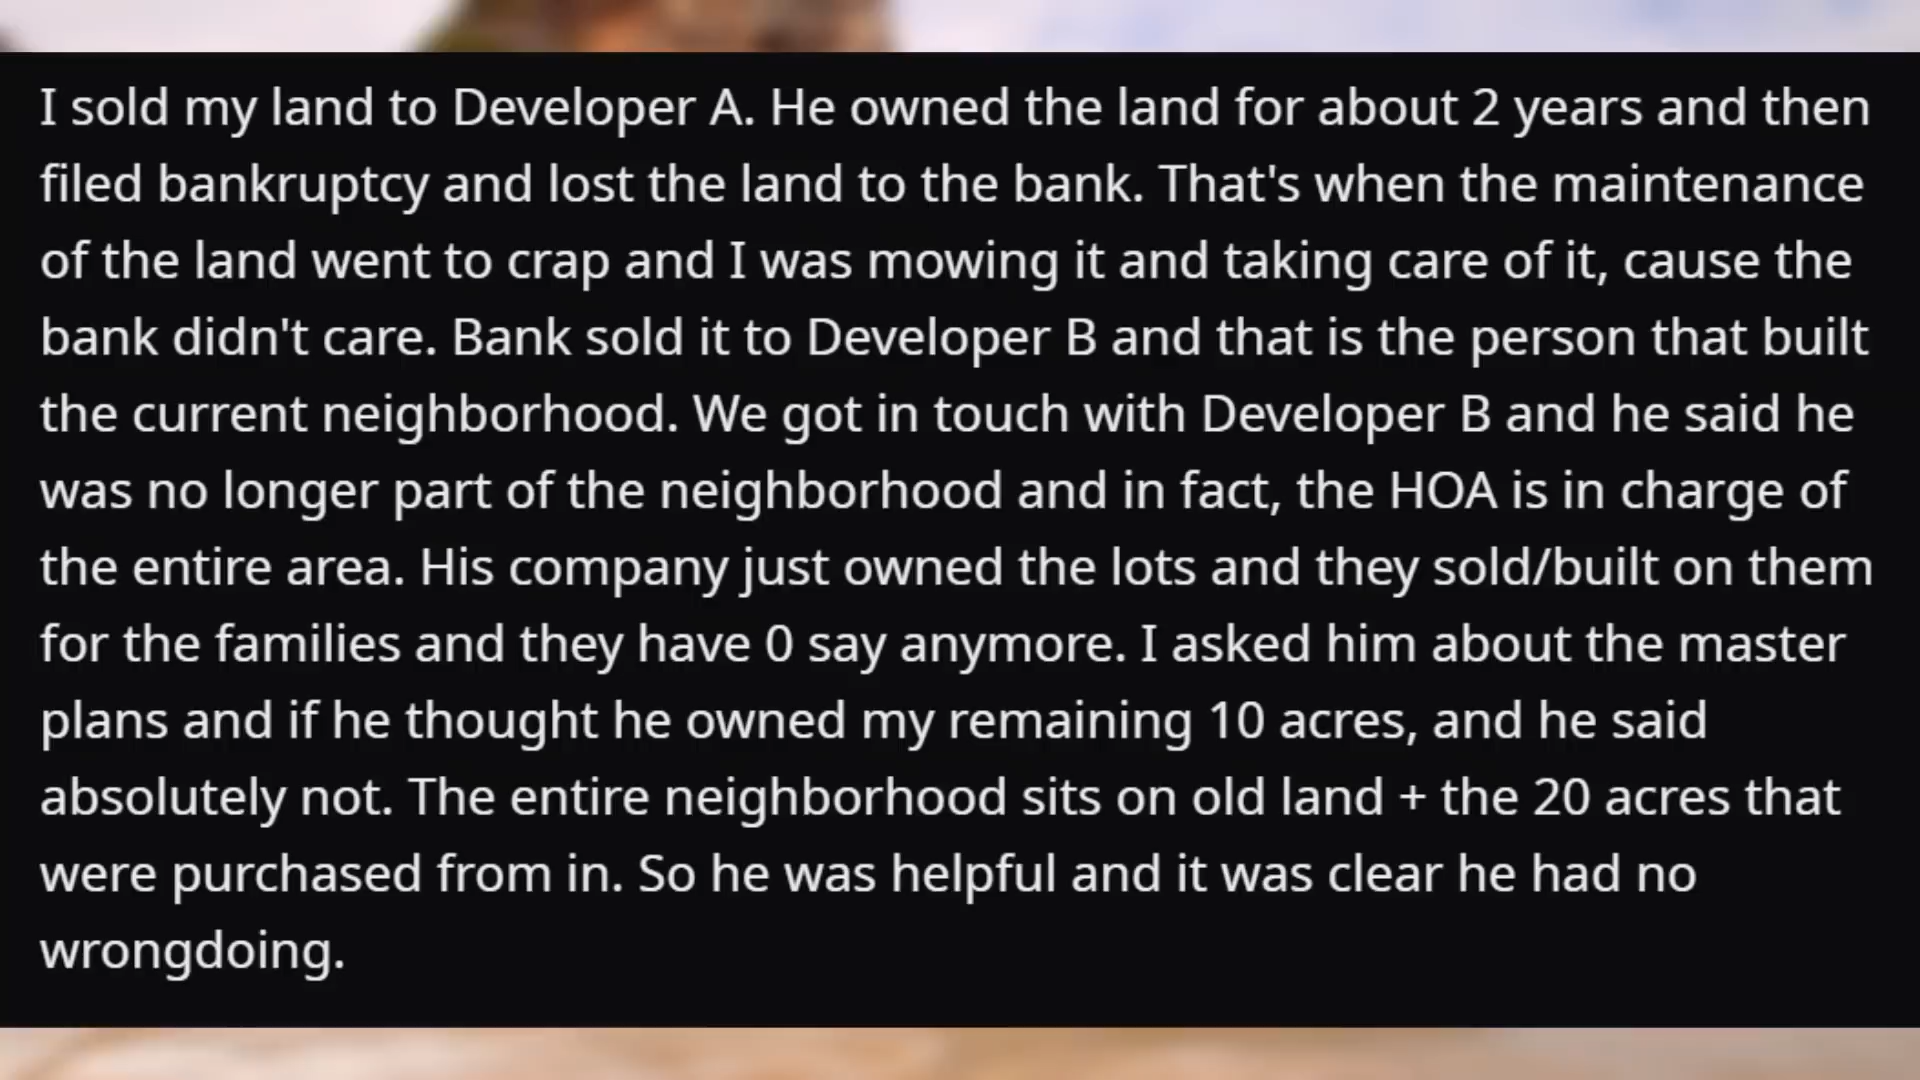 I sold my land to Developer A. He owned the land for about 2 years and then
filed bankruptcy and lost the land to the bank. That's when the maintenance
of the land went to crap and I was mowing it and taking care of it, cause the
bank didn't care. Bank sold it to Developer B and that is the person that built
the current neighborhood. We got in touch with Developer B and he said he
was no longer part of the neighborhood and in fact, the HOA is in charge of
the entire area. His company just owned the lots and they sold/built on them
for the families and they have 0 say anymore. I asked him about the master
plans and if he thought he owned my remaining 10 acres, and he said
absolutely not. The entire neighborhood sits on old land + the 20 acres that
were purchased from in. So he was helpful and it was clear he had no
wrongdoing.